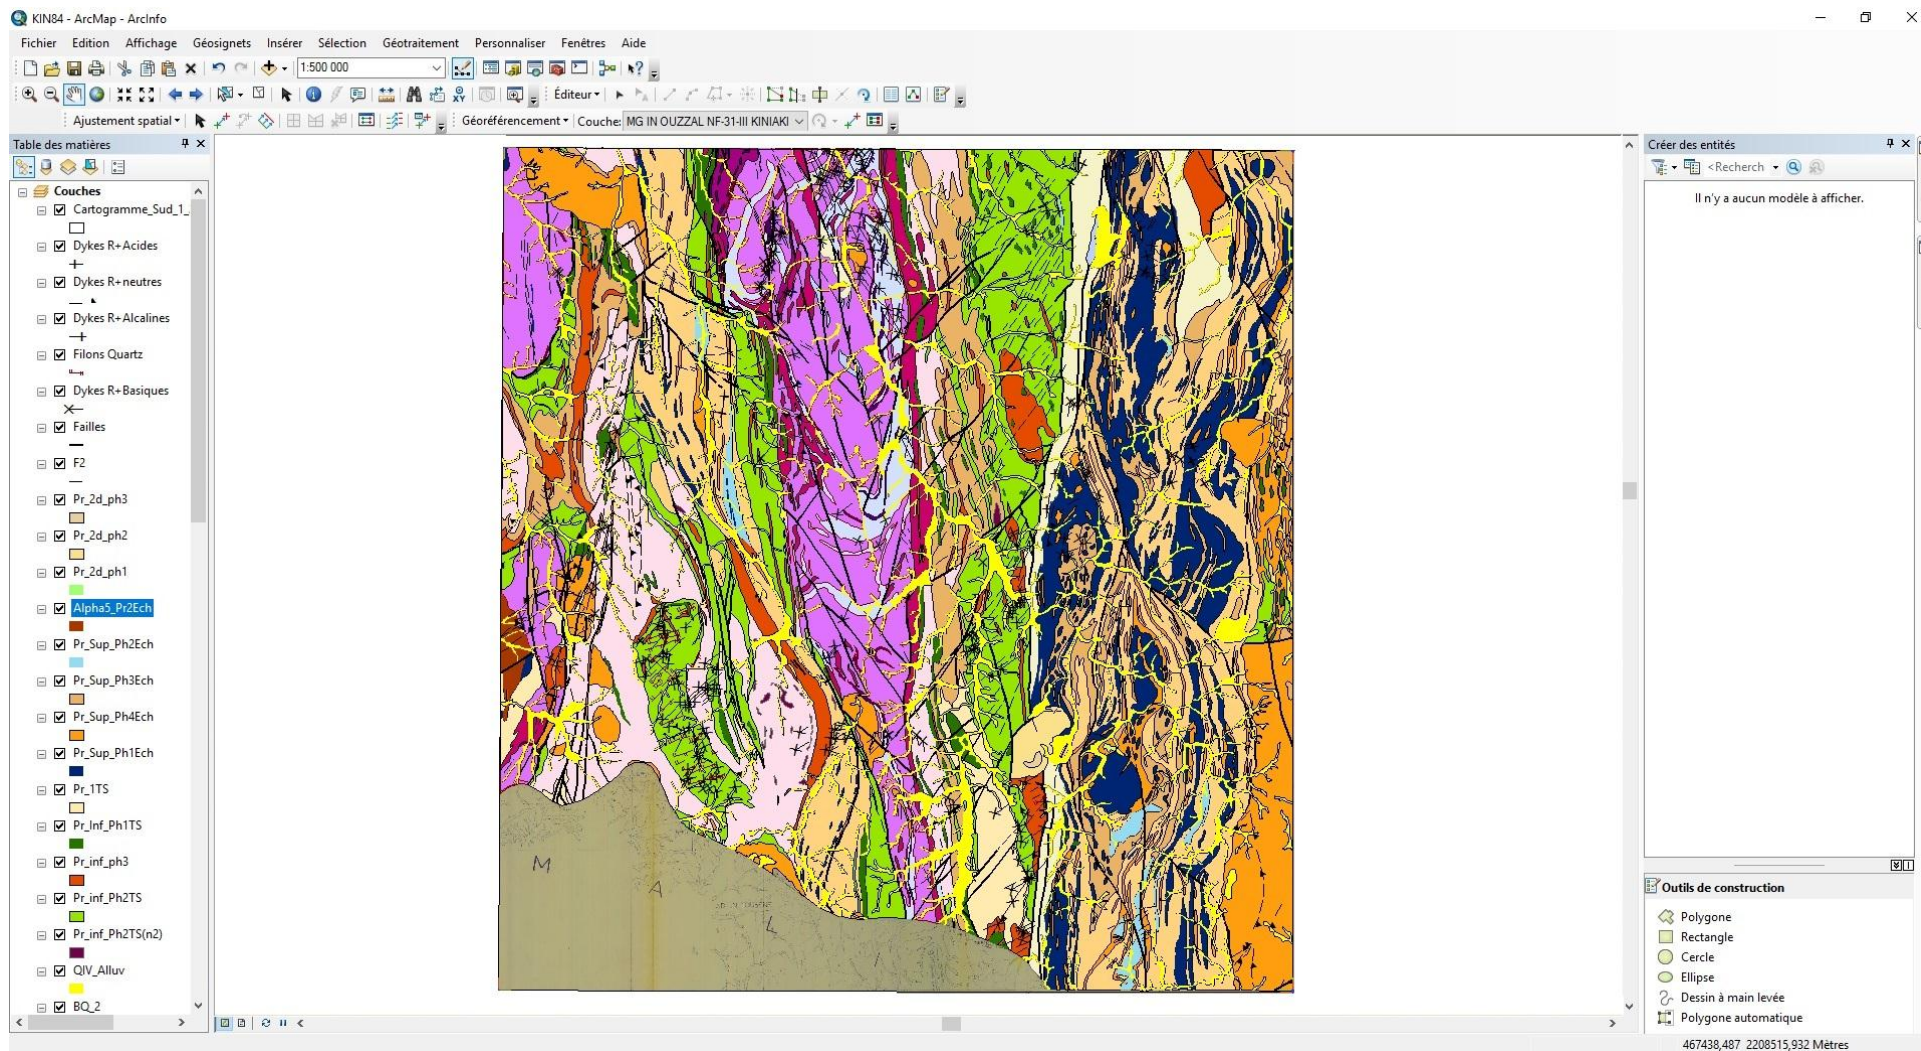 KIN84 - ArcMap - ArcInfo
Fichier Edition Affichage Géosignets Insérer Sélection Géotraitement Personnaliser Fenêtres Aide
1:500 000
Éditeur
Ajustement spatial Géoréférencement Couche: MG IN OUZZAL NF-31-III KINIAKI
Table des matières
Couches
Cartogramme_Sud_1_
Dykes R+Acides
Dykes R+neutres
Dykes R+Alcalines
Filons Quartz
Dykes R+Basiques
Failles
F2
Pr_2d_ph3
Pr_2d_ph2
Pr_2d_ph1
Alpha5_Pr2Ech
Pr_Sup_Ph2Ech
Pr_Sup_Ph3Ech
Pr_Sup_Ph4Ech
Pr_Sup_Ph1Ech
Pr_1TS
Pr_Inf_Ph1TS
Pr_inf_ph3
Pr_inf_Ph2TS
Pr_inf_Ph2TS(n2)
QIV_Alluv
BQ_2
M
A
L
I
Créer des entités
<Recherch
Il n'y a aucun modèle à afficher.
Outils de construction
Polygone
Rectangle
Cercle
Ellipse
Dessin à main levée
Polygone automatique
467438,487 2208515,932 Mètres